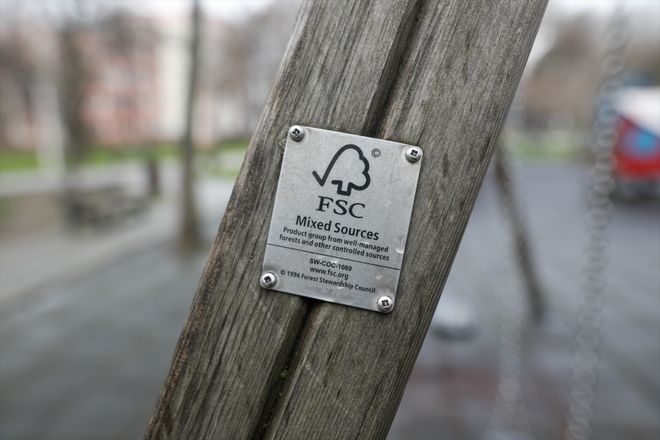 ©
FSC
Mixed Sources
Product group from well-managed
forests and other controlled sources
SW-COC-1069
www.fsc.org
© 1996 Forest Stewardship Council